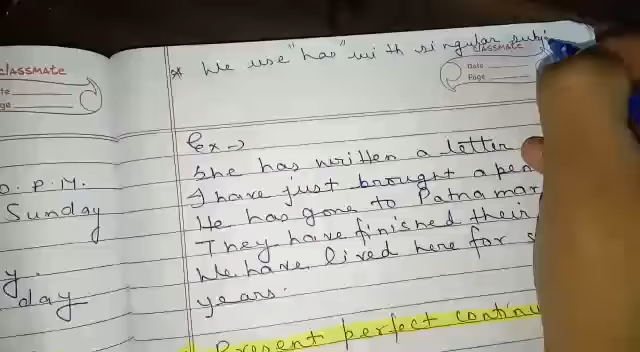 classmate
* We use "has" with singular subj
CLASSMATE
Date
Page
Ex →
She has written a letter
I have just brought a pen
He has gone to Patna mar
O. P.M.
They have finished their
Sunday
We have lived here for
years.
y.
day
Present perfect continu